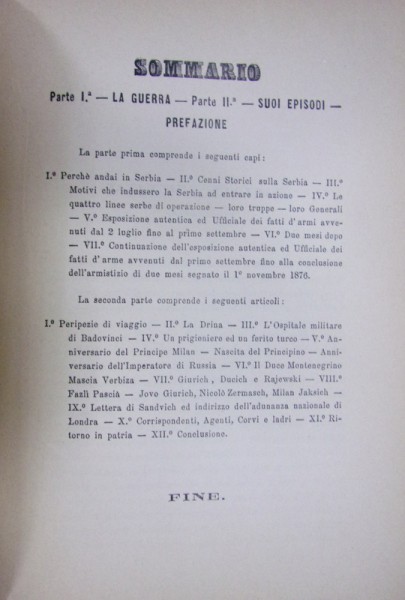 SOMMARIO
Parte I.ª — LA GUERRA — Parte II.ª — SUOI EPISODI —
PREFAZIONE
La parte prima comprende i seguenti capi:
I.º Perchè andai in Serbia — II.º Cenni Storici sulla Serbia — III.º
Motivi che indussero la Serbia ad entrare in azione — IV.º Le
quattro linee serbe di operazione — loro truppe — loro Generali
— V.º Esposizione autentica ed Ufficiale dei fatti d'armi avve-
nuti dal 2 luglio fino al primo settembre — VI.º Due mesi dopo
— VII.º Continuazione dell'esposizione autentica ed Ufficiale dei
fatti d'arme avvenuti dal primo settembre fino alla conclusione
dell'armistizio di due mesi segnato il 1º novembre 1876.
La seconda parte comprende i seguenti articoli:
I.º Peripezie di viaggio — II.º La Drina — III.º L'Ospitale militare
di Badovinci — IV.º Un prigioniero ed un ferito turco — V.º An-
niversario del Principe Milan — Nascita del Principino — Anni-
versario dell'Imperatore di Russia — VI.º Il Duce Montenegrino
Mascia Verbiza — VII.º Giurich, Ducich e Rajewski — VIII.º
Fazli Pascià — Jovo Giurich, Nicolò Zermasch, Milan Jaksich —
IX.º Lettera di Sandvich ed indirizzo dell'adunanza nazionale di
Londra — X.º Corrispondenti, Agenti, Corvi e ladri — XI.º Ri-
torno in patria — XII.º Conclusione.
FINE.